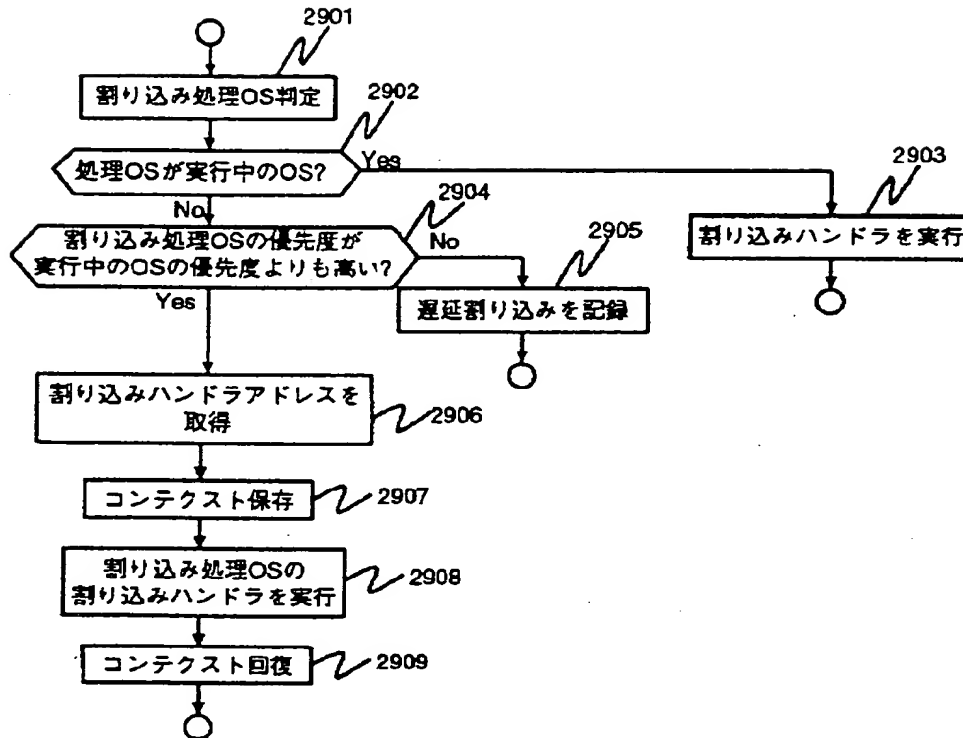 2901
割り込み処理OS判定
2902
処理OSが実行中のOS?
Yes
2903
No
2904
割り込みハンドラを実行
割り込み処理OSの優先度が
実行中のOSの優先度よりも高い?
No
2905
Yes
遅延割り込みを記録
割り込みハンドラアドレスを
取得
2906
コンテクスト保存
2907
割り込み処理OSの
割り込みハンドラを実行
2908
コンテクスト回復
2909